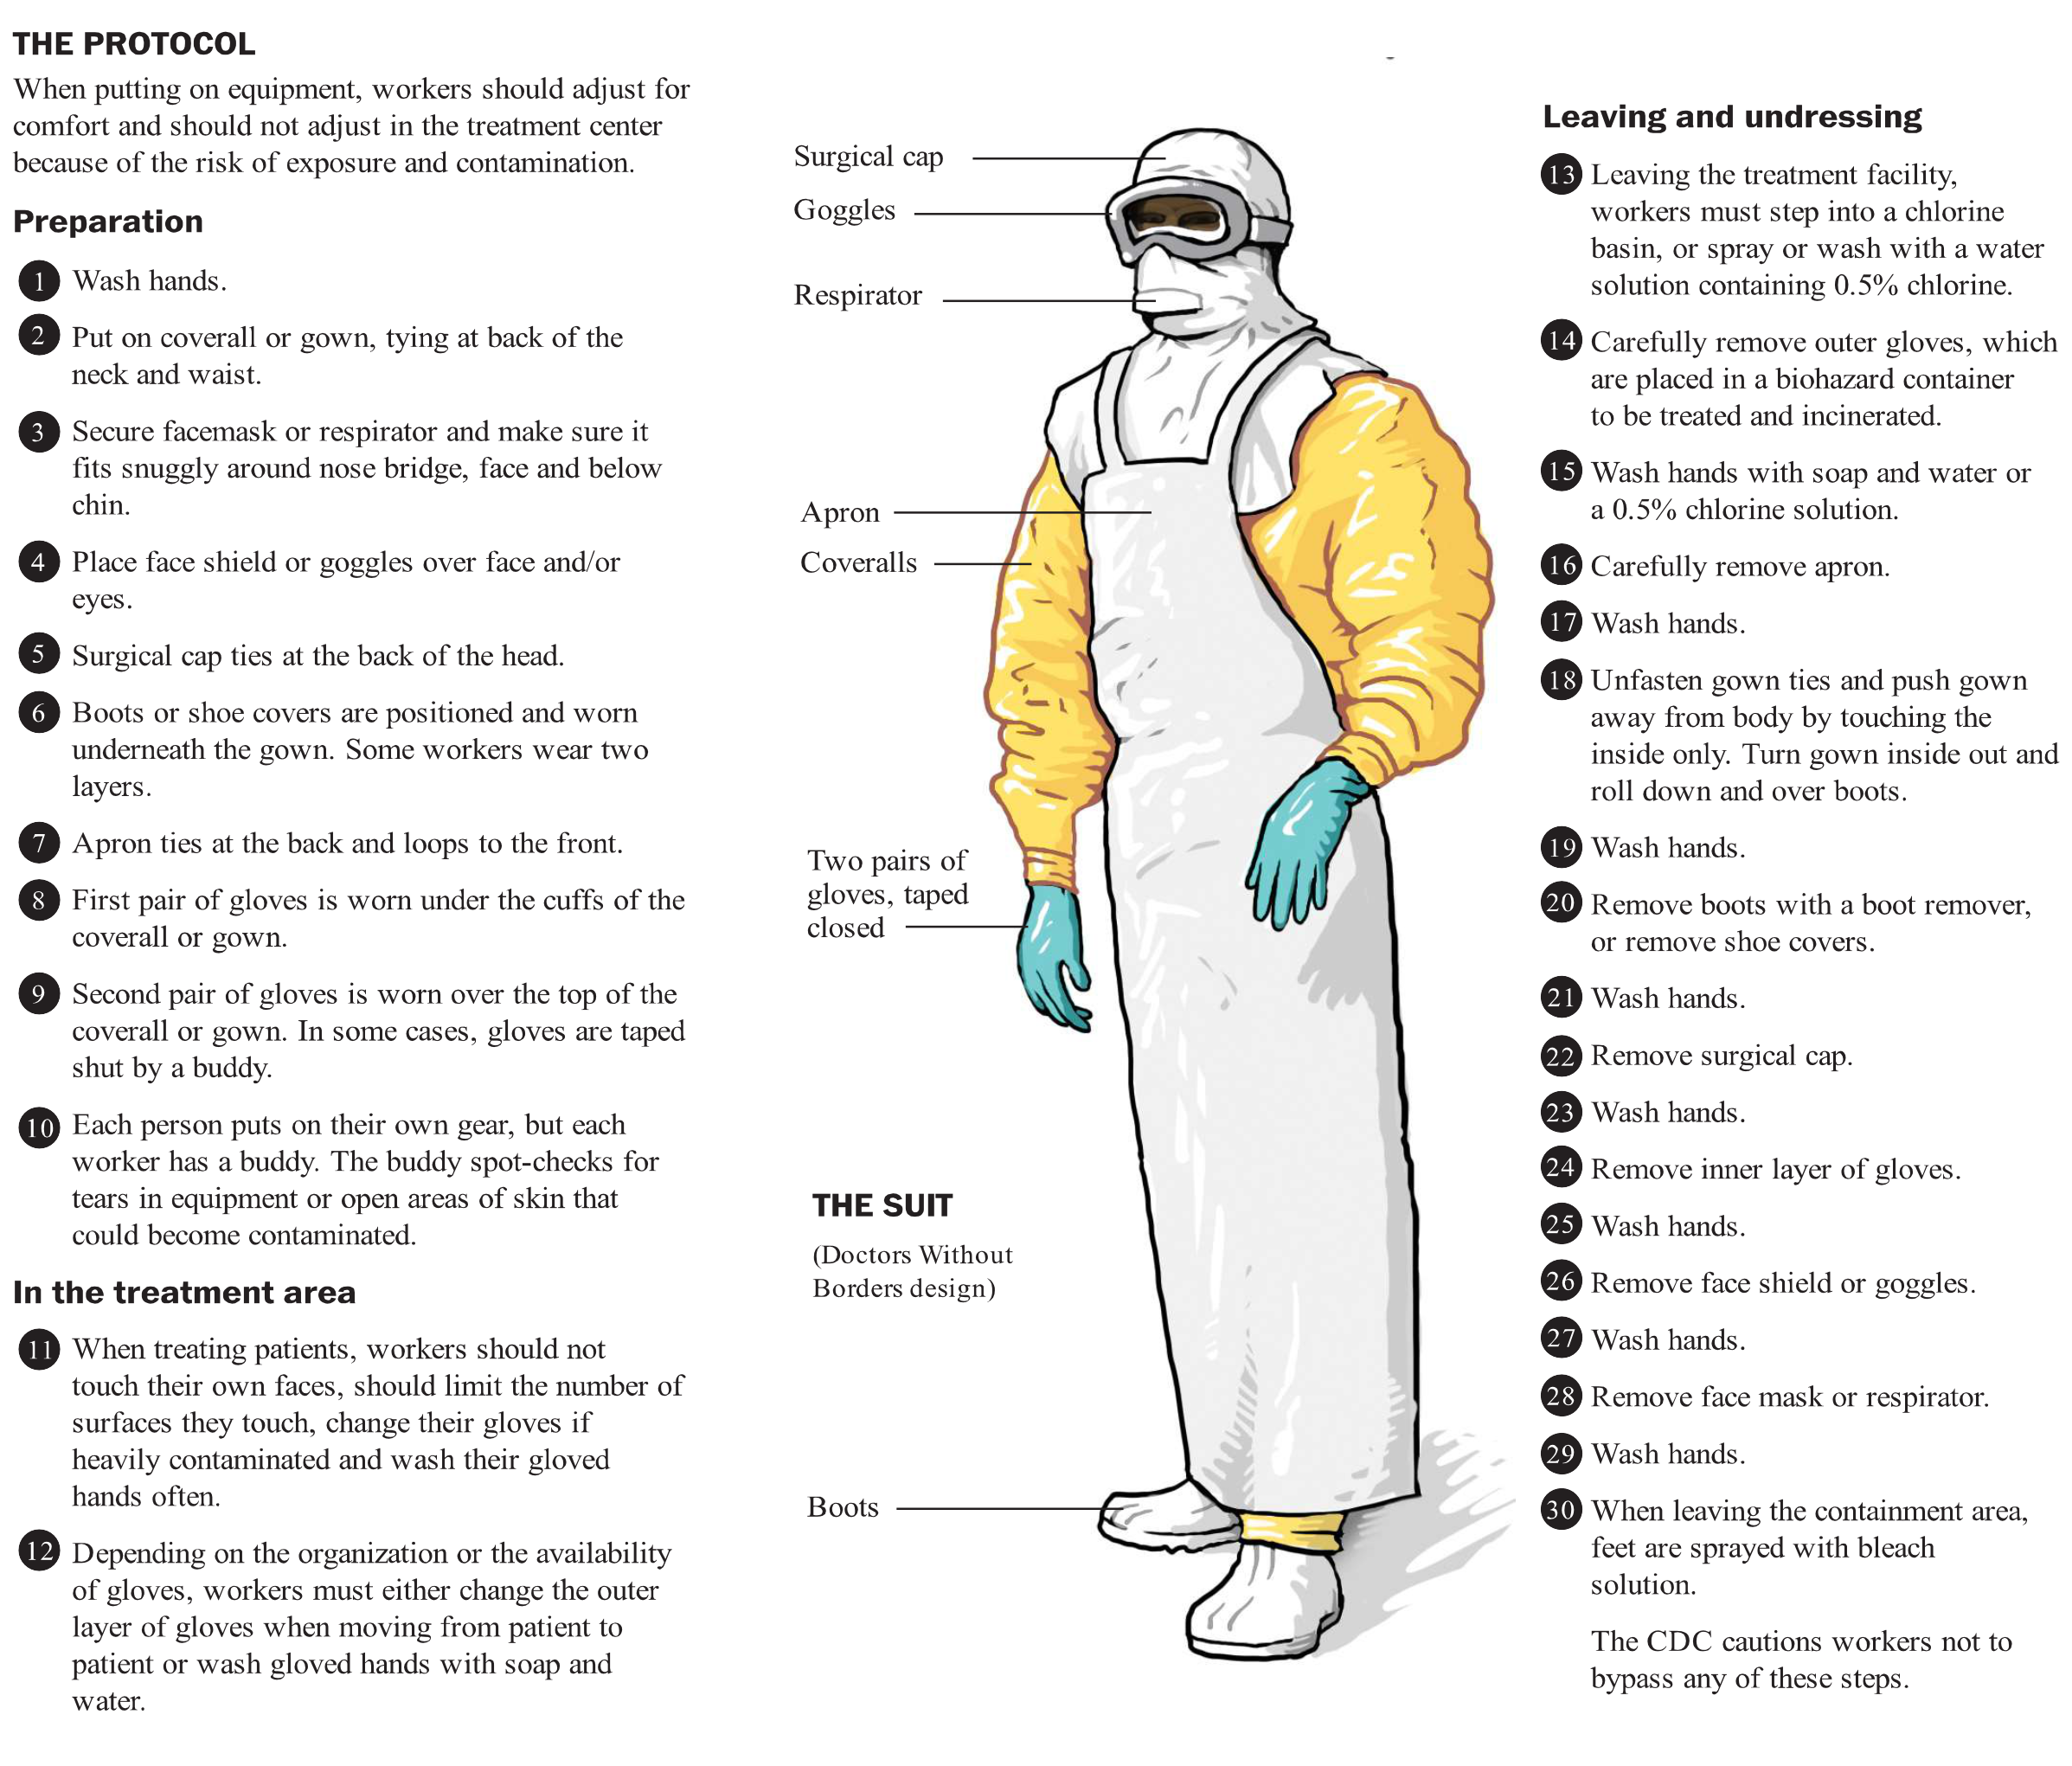 THE PROTOCOL
When putting on equipment, workers should adjust for
comfort and should not adjust in the treatment center
because of the risk of exposure and contamination.
Preparation
1 Wash hands.
2 Put on coverall or gown, tying at back of the
neck and waist.
3 Secure facemask or respirator and make sure it
fits snuggly around nose bridge, face and below
chin.
4 Place face shield or goggles over face and/or
eyes.
5 Surgical cap ties at the back of the head.
6 Boots or shoe covers are positioned and worn
underneath the gown. Some workers wear two
layers.
7 Apron ties at the back and loops to the front.
8 First pair of gloves is worn under the cuffs of the
coverall or gown.
9 Second pair of gloves is worn over the top of the
coverall or gown. In some cases, gloves are taped
shut by a buddy.
10 Each person puts on their own gear, but each
worker has a buddy. The buddy spot-checks for
tears in equipment or open areas of skin that
could become contaminated.
In the treatment area
11 When treating patients, workers should not
touch their own faces, should limit the number of
surfaces they touch, change their gloves if
heavily contaminated and wash their gloved
hands often.
12 Depending on the organization or the availability
of gloves, workers must either change the outer
layer of gloves when moving from patient to
patient or wash gloved hands with soap and
water.
Surgical cap
Goggles
Respirator
Apron
Coveralls
Two pairs of
gloves, taped
closed
THE SUIT
(Doctors Without
Borders design)
Boots
Leaving and undressing
13 Leaving the treatment facility,
workers must step into a chlorine
basin, or spray or wash with a water
solution containing 0.5% chlorine.
14 Carefully remove outer gloves, which
are placed in a biohazard container
to be treated and incinerated.
15 Wash hands with soap and water or
a 0.5% chlorine solution.
16 Carefully remove apron.
17 Wash hands.
18 Unfasten gown ties and push gown
away from body by touching the
inside only. Turn gown inside out and
roll down and over boots.
19 Wash hands.
20 Remove boots with a boot remover,
or remove shoe covers.
21 Wash hands.
22 Remove surgical cap.
23 Wash hands.
24 Remove inner layer of gloves.
25 Wash hands.
26 Remove face shield or goggles.
27 Wash hands.
28 Remove face mask or respirator.
29 Wash hands.
30 When leaving the containment area,
feet are sprayed with bleach
solution.
The CDC cautions workers not to
bypass any of these steps.